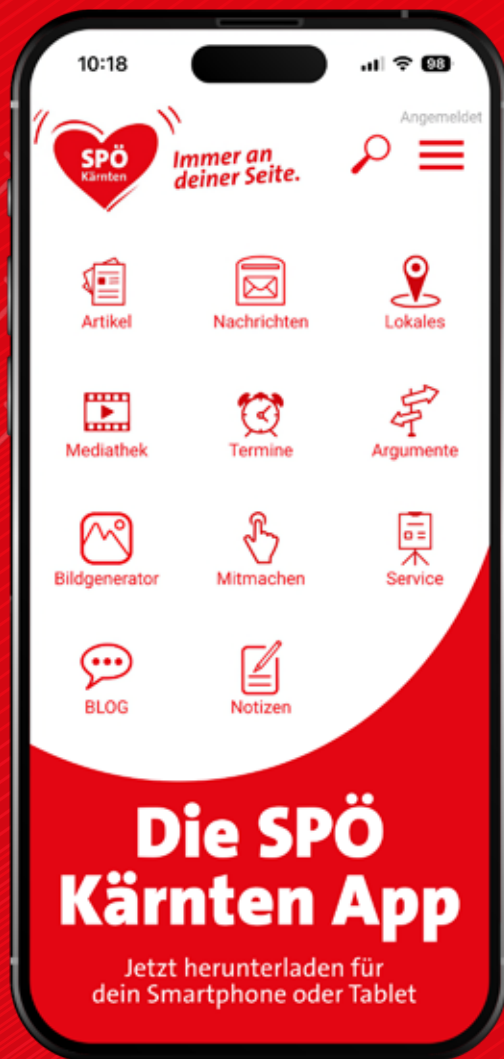 10:18
98
Angemeldet
SPÖ
Kärnten
Immer an
deiner Seite.
Artikel
Nachrichten
Lokales
Mediathek
Termine
Argumente
Bildgenerator
Mitmachen
Service
BLOG
Notizen
Die SPÖ
Kärnten App
Jetzt herunterladen für
dein Smartphone oder Tablet